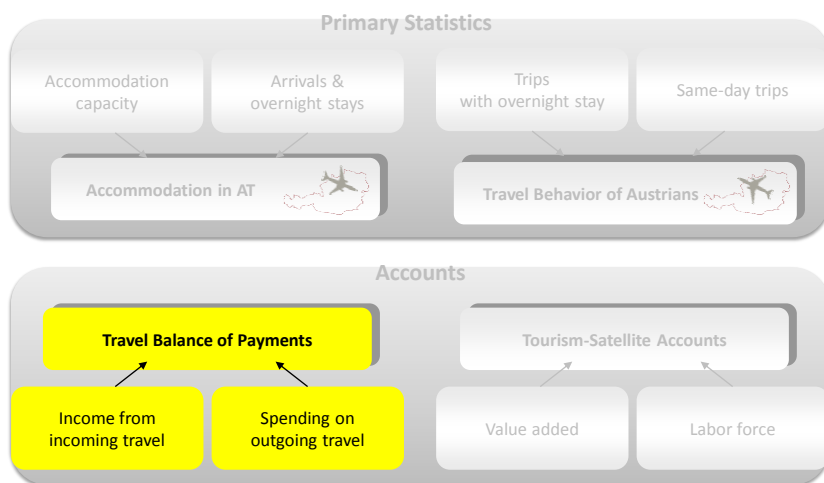 Primary Statistics
Accommodation
capacity
Arrivals &
overnight stays
Trips
with overnight stay
Same-day trips
Accommodation in AT
Travel Behavior of Austrians
Accounts
Travel Balance of Payments
Tourism-Satellite Accounts
Income from
incoming travel
Spending on
outgoing travel
Value added
Labor force